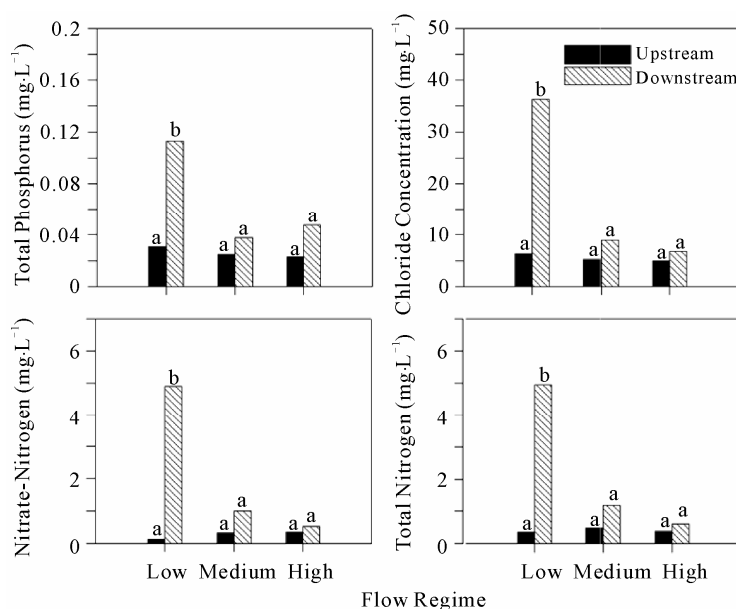 Total Phosphorus (mg·L⁻¹)
0.2
0.16
0.12
0.08
0.04
0
a
b
a
a
a
a
Chloride Concentration (mg·L⁻¹)
50
40
30
20
10
0
Upstream
Downstream
a
b
a
a
a
a
Nitrate-Nitrogen (mg·L⁻¹)
6
4
2
0
a
b
a
a
a
a
Low Medium High
Total Nitrogen (mg·L⁻¹)
6
4
2
0
a
b
a
a
a
a
Low Medium High
Flow Regime